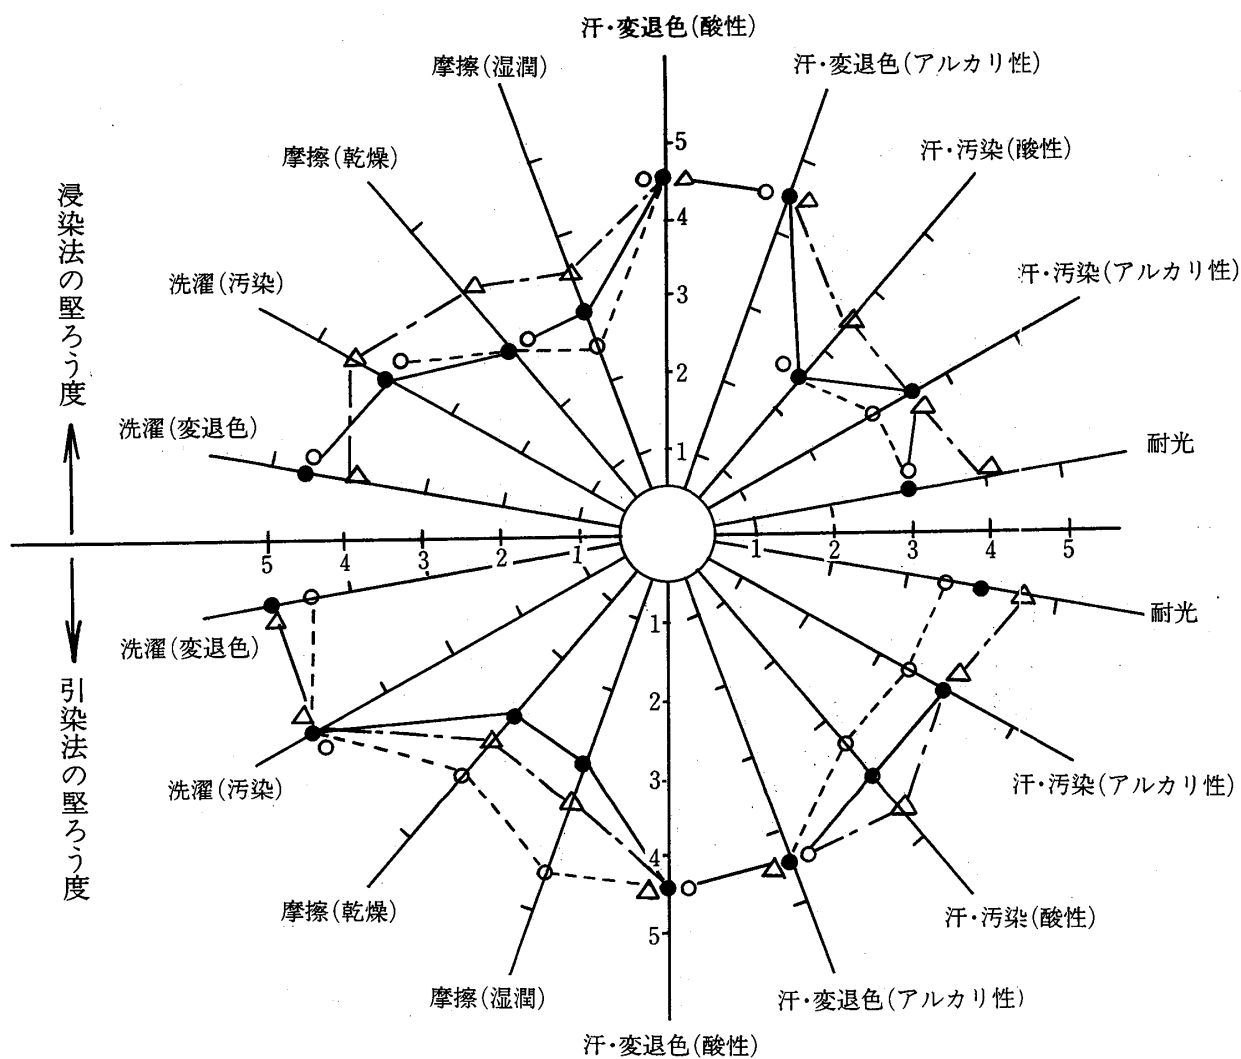 汗・変退色(酸性)
摩擦(湿潤)
汗・変退色(アルカリ性)
摩擦(乾燥)
汗・汚染(酸性)
洗濯(汚染)
汗・汚染(アルカリ性)
洗濯(変退色)
耐光
浸染法の堅ろう度
5
4
3
2
1
5 4 3 2 1
1 2 3 4 5
1
2
3
4
5
引染法の堅ろう度
洗濯(変退色)
耐光
洗濯(汚染)
汗・汚染(アルカリ性)
摩擦(乾燥)
汗・汚染(酸性)
摩擦(湿潤)
汗・変退色(アルカリ性)
汗・変退色(酸性)